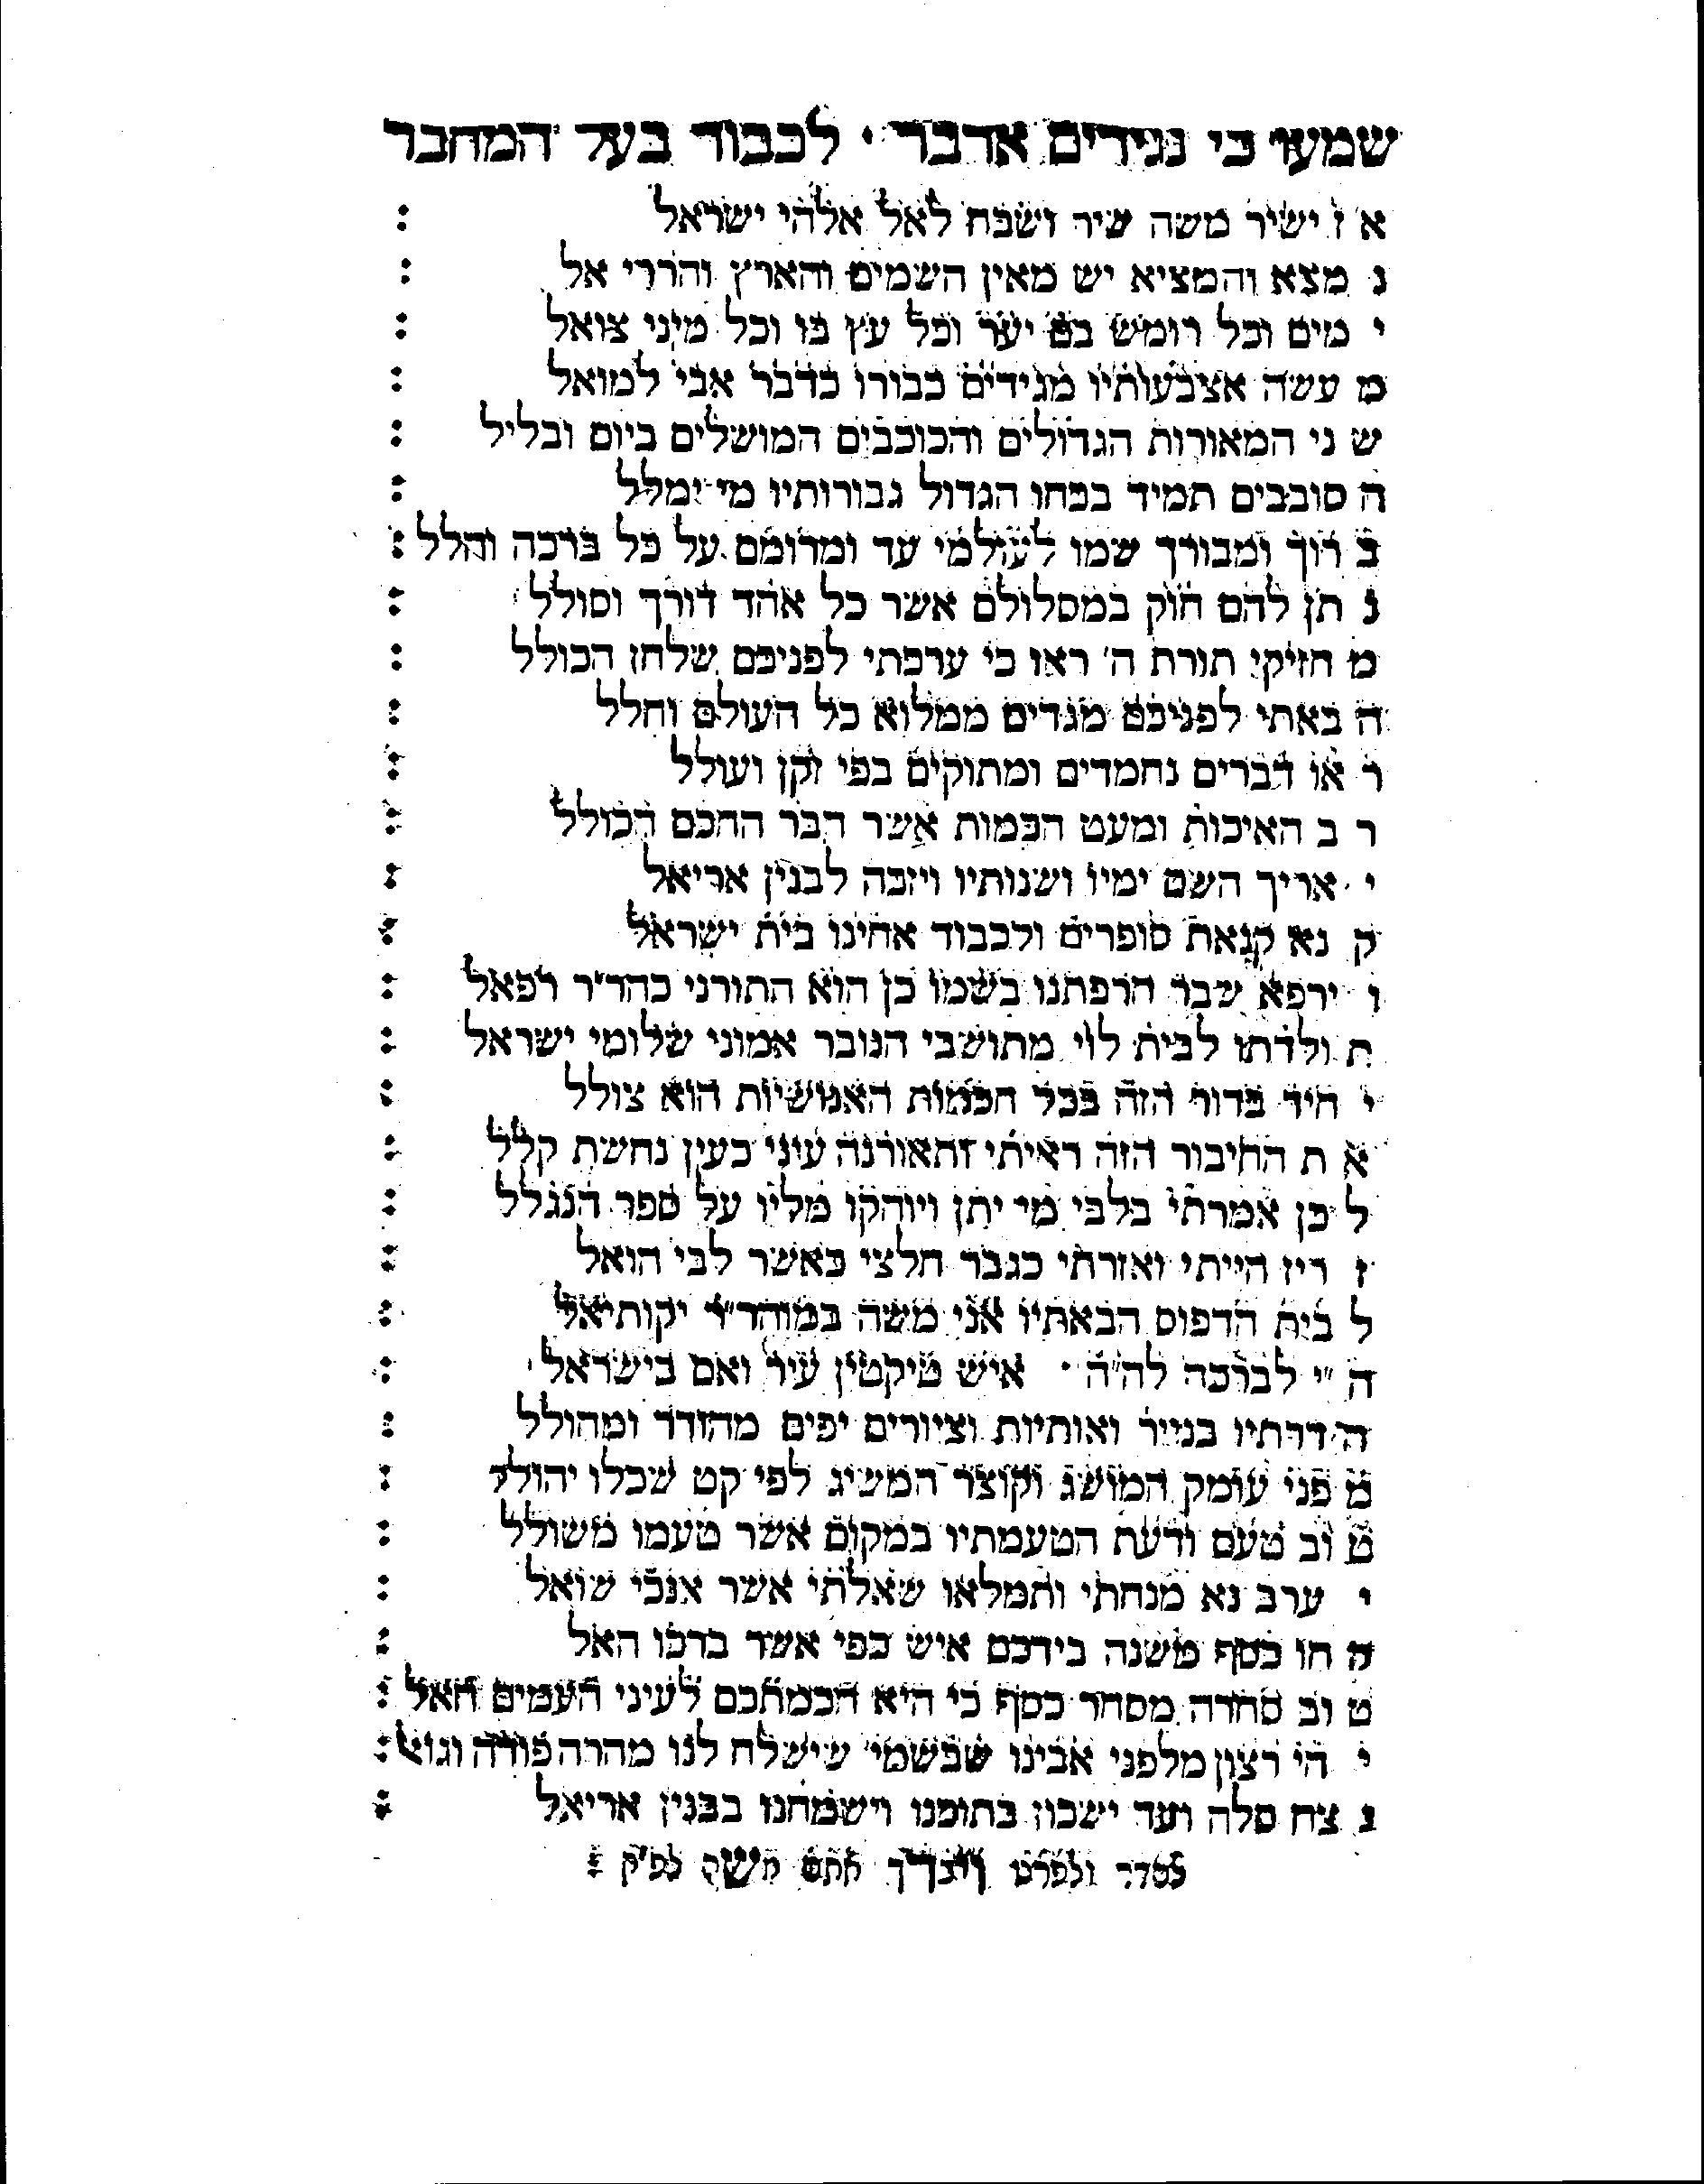 שמעו כי נגידים אדבר · לכבוד בעל המחבר
א ז ישיר משה שיר ושבח לאל אלהי ישראל :
נ מצא והמציא יש מאין השמים והארץ והררי אל :
י מים וכל רומש בם יער וכל עץ בו וכל מיני צואל :
מ עשה אצבעותיו מגידים כבודו כדבר אבי למואל :
ש ני המאורות הגדולים והכוכבים המושלים ביום ובליל :
ה סובבים תמיד בכחו הגדול גבורותיו מי ימלל :
ב רוך ומבורך שמו לעולמי עד ומרומם על כל ברכה והלל :
נ תן להם חוק במסלולם אשר כל אחד דורך וסולל :
מ חזיקי תורת ה' ראו כי ערכתי לפניכם שלחן הכולל :
ה באתי לפניכם מגדים ממלוא כל העולם וחלל :
ר או דברים נחמדים ומתוקים בפי זקן ועולל :
ר ב האיכות ומעט הכמות אשר חבר החכם הכולל :
י אריך השם ימיו ושנותיו ויזכה לבנין אריאל :
ק נא קנאת סופרים ולכבוד אחינו בית ישראל :
ו ירפא שבר הרפתנו בשמו כן הוא התורני כהר״ר רפאל :
ת ולדתו לבית לוי מתושבי הנובר אמוני שלומי ישראל :
י חיד בדור הזה בכל חכמות האנושיות הוא צולל :
א ת החיבור הזה ראיתי ותאורנה עיני כעין נחשת קלל :
ל כן אמרתי בלבי מי יתן ויוחקו מליו על ספר הנגלל :
ז ריז הייתי ואזרתי כגבר חלצי כאשר לבי הואל :
ל בית הדפוס הבאתיו אני משה במוהר״ר יקותיאל :
ה ״י לברכה לה״ה · איש טיקטין עיר ואם בישראל :
ה דרתיו בנייר ואותיות וציורים יפים מהודר ומהולל :
מ פני עומק המושג וקוצר המשיג לפי קט שכלו יהולל :
ט וב טעם ודעת הטעמתיו במקום אשר טעמו משולל :
י ערב נא מנחתי ותמלאו שאלתי אשר אנכי שואל :
ק חו כסף משנה בידכם איש כפי אשר ברכו האל :
ט וב סחרה מסחר כסף כי היא חכמתכם לעיני העמים האל :
י הי רצון מלפני אבינו שבשמי׳ שישלח לנו מהרה פודה וגואל :
נ צח סלה ועד ישכון בתוכנו וישמחנו בבנין אריאל :
לסדר ולפרט ויברך אתם משה לפ״ק :